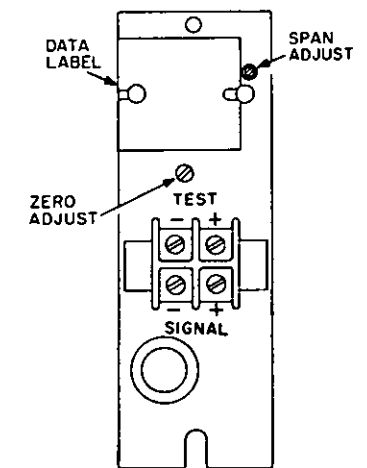 DATA
LABEL
SPAN
ADJUST
ZERO
ADJUST
TEST
- +
- +
SIGNAL